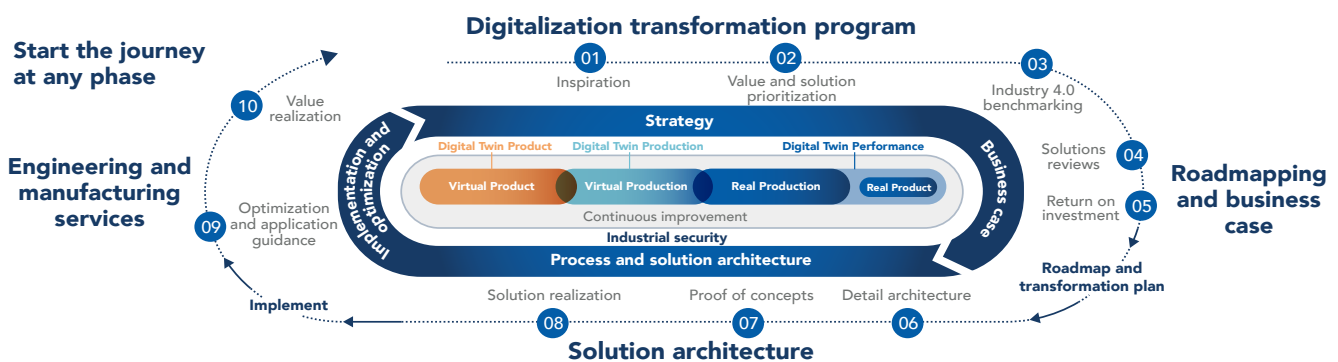 Digitalization transformation program
Start the journey
at any phase
01
Inspiration
02
Value and solution
prioritization
03
Industry 4.0
benchmarking
04
Solutions
reviews
05
Return on
investment
Roadmapping
and business
case
Roadmap and
transformation plan
06
Detail architecture
07
Proof of concepts
08
Solution realization
Solution architecture
Implement
09
Optimization
and application
guidance
Engineering and
manufacturing
services
10
Value
realization
Strategy
Business case
Process and solution architecture
Implementation and
optimization
Digital Twin Product
Digital Twin Production
Digital Twin Performance
Virtual Product
Virtual Production
Real Production
Real Product
Continuous improvement
Industrial security